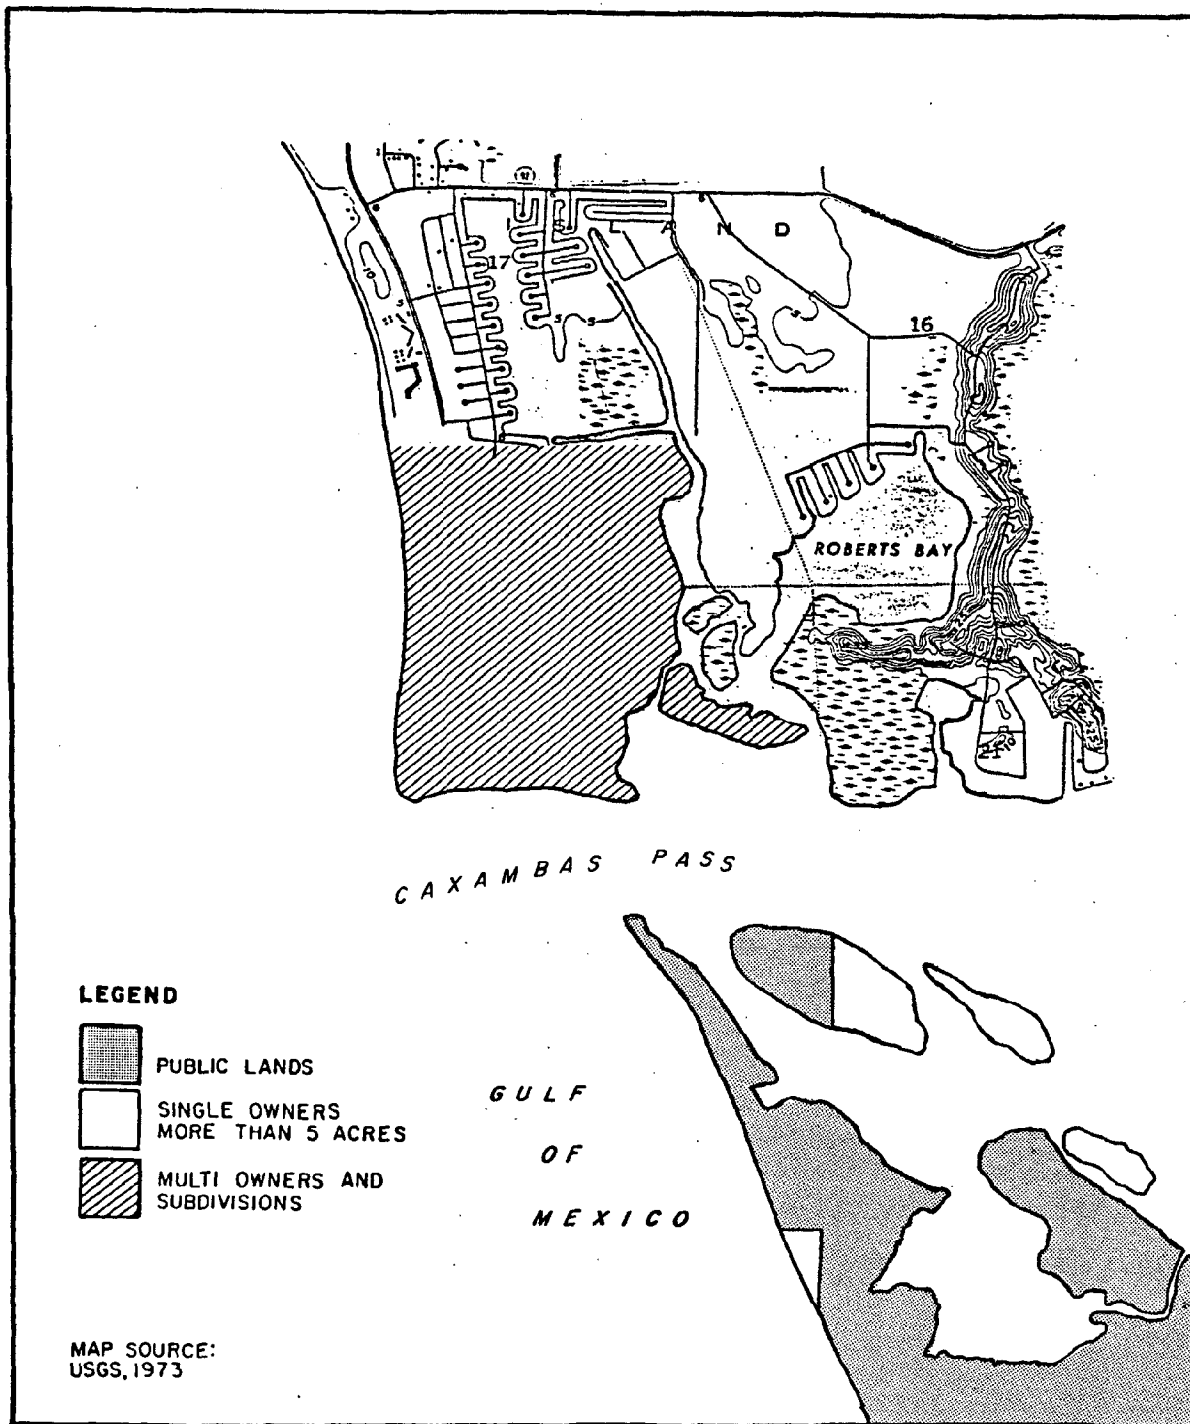 I S L A N D
17
16
ROBERTS BAY
21
CAXAMBAS PASS
LEGEND
PUBLIC LANDS
SINGLE OWNERS
MORE THAN 5 ACRES
MULTI OWNERS AND
SUBDIVISIONS
GULF
OF
MEXICO
MAP SOURCE:
USGS, 1973